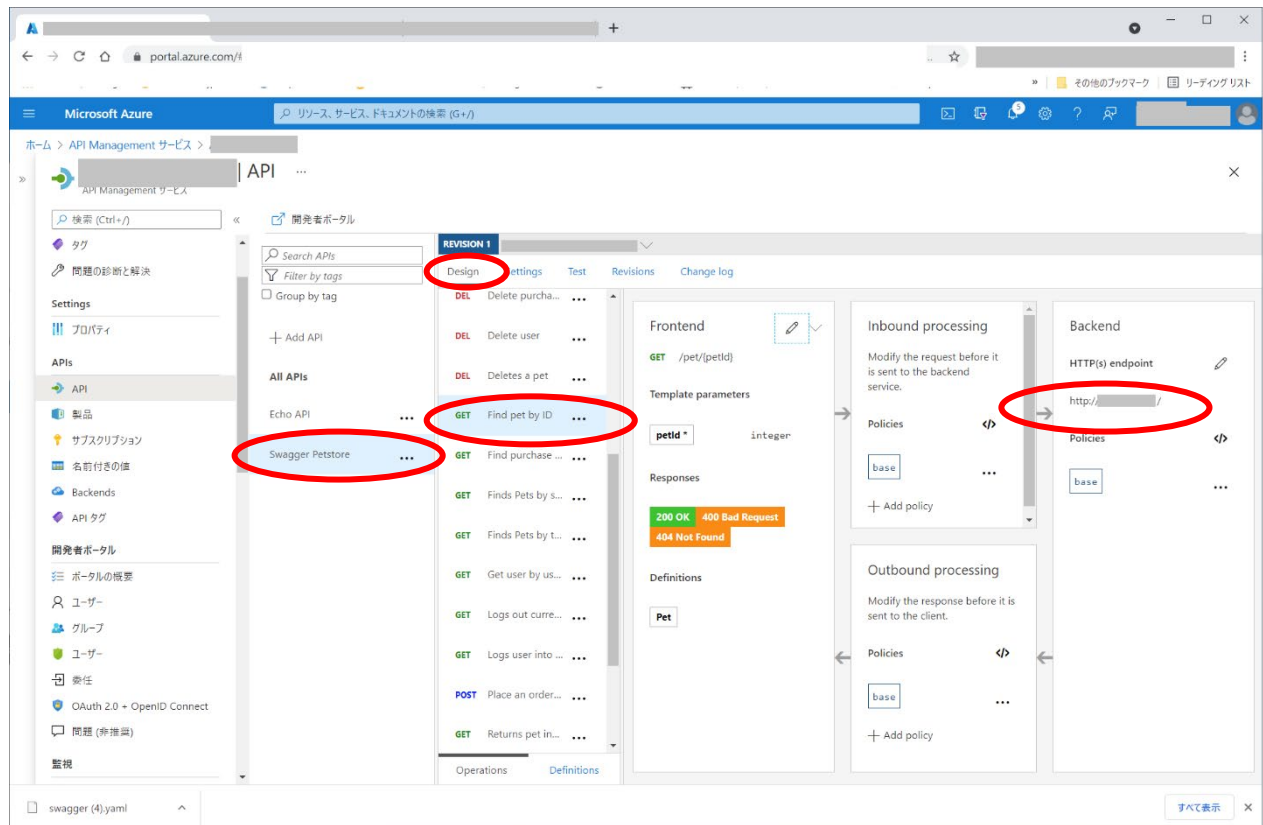 portal.azure.com/#
その他のブックマーク
リーディング リスト
Microsoft Azure
リソース、サービス、ドキュメントの検索 (G+/)
5
ホーム > API Management サービス >
| API ...
API Management サービス
検索 (Ctrl+/)
開発者ポータル
タグ
問題の診断と解決
Settings
プロパティ
APIs
API
製品
サブスクリプション
名前付きの値
Backends
API タグ
開発者ポータル
ポータルの概要
ユーザー
グループ
ユーザー
委任
OAuth 2.0 + OpenID Connect
問題 (非推奨)
監視
Search APIs
Filter by tags
Group by tag
+ Add API
All APIs
Echo API ...
Swagger Petstore ...
REVISION 1
Design
Settings
Test
Revisions
Change log
DEL Delete purcha... ...
DEL Delete user ...
DEL Deletes a pet ...
GET Find pet by ID ...
GET Find purchase ... ...
GET Finds Pets by s... ...
GET Finds Pets by t... ...
GET Get user by us... ...
GET Logs out curre... ...
GET Logs user into ... ...
POST Place an order... ...
GET Returns pet in... ...
Operations
Definitions
Frontend
GET /pet/{petId}
Template parameters
petId * integer
Responses
200 OK 400 Bad Request
404 Not Found
Definitions
Pet
Inbound processing
Modify the request before it
is sent to the backend
service.
Policies </>
base ...
+ Add policy
Outbound processing
Modify the response before it is
sent to the client.
Policies </>
base ...
+ Add policy
Backend
HTTP(s) endpoint
http:// /
Policies </>
base ...
swagger (4).yaml
すべて表示